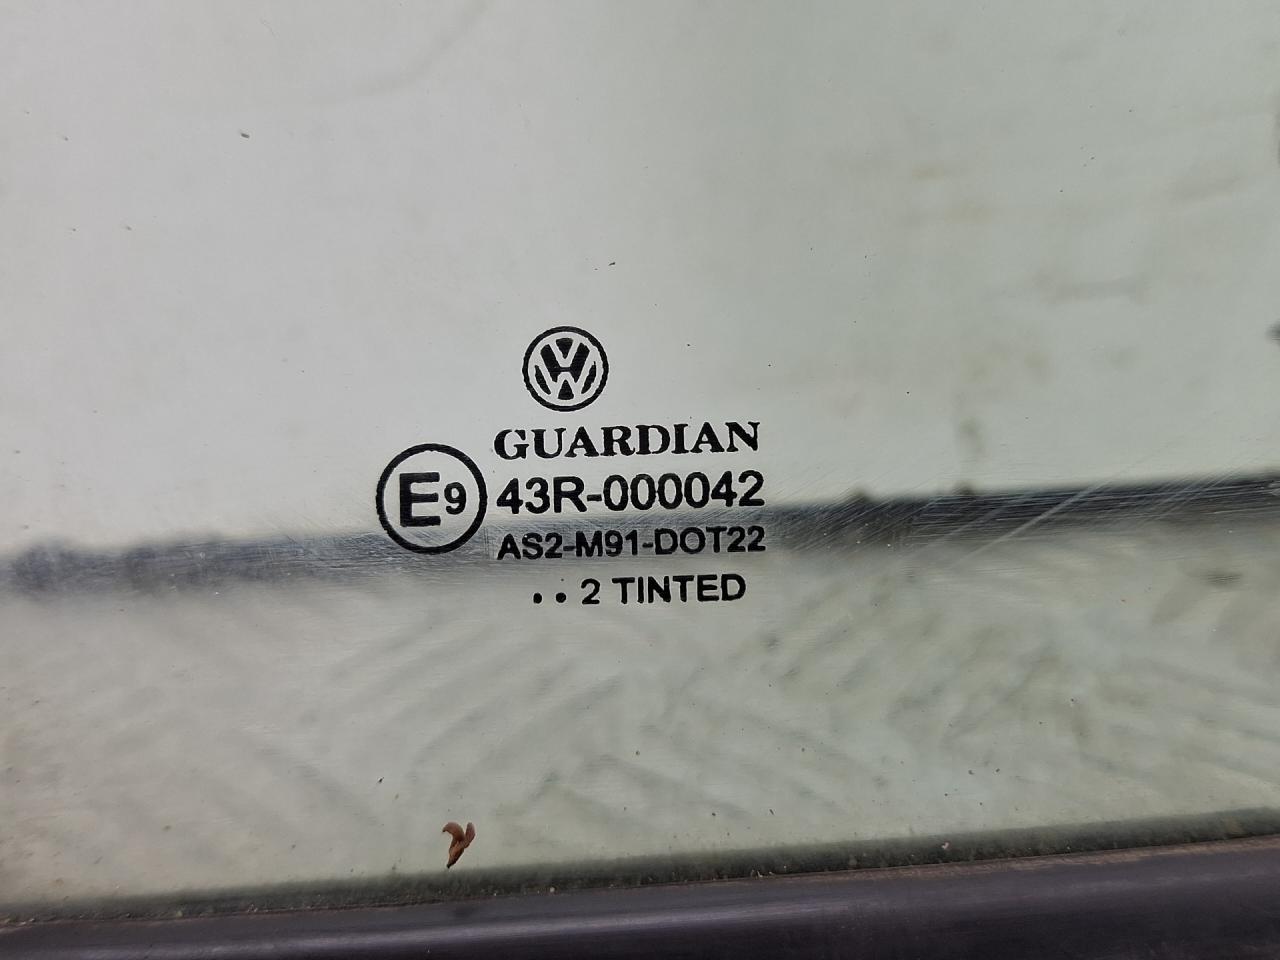 GUARDIAN
E9 43R-000042
AS2-M91-DOT22
.. 2 TINTED